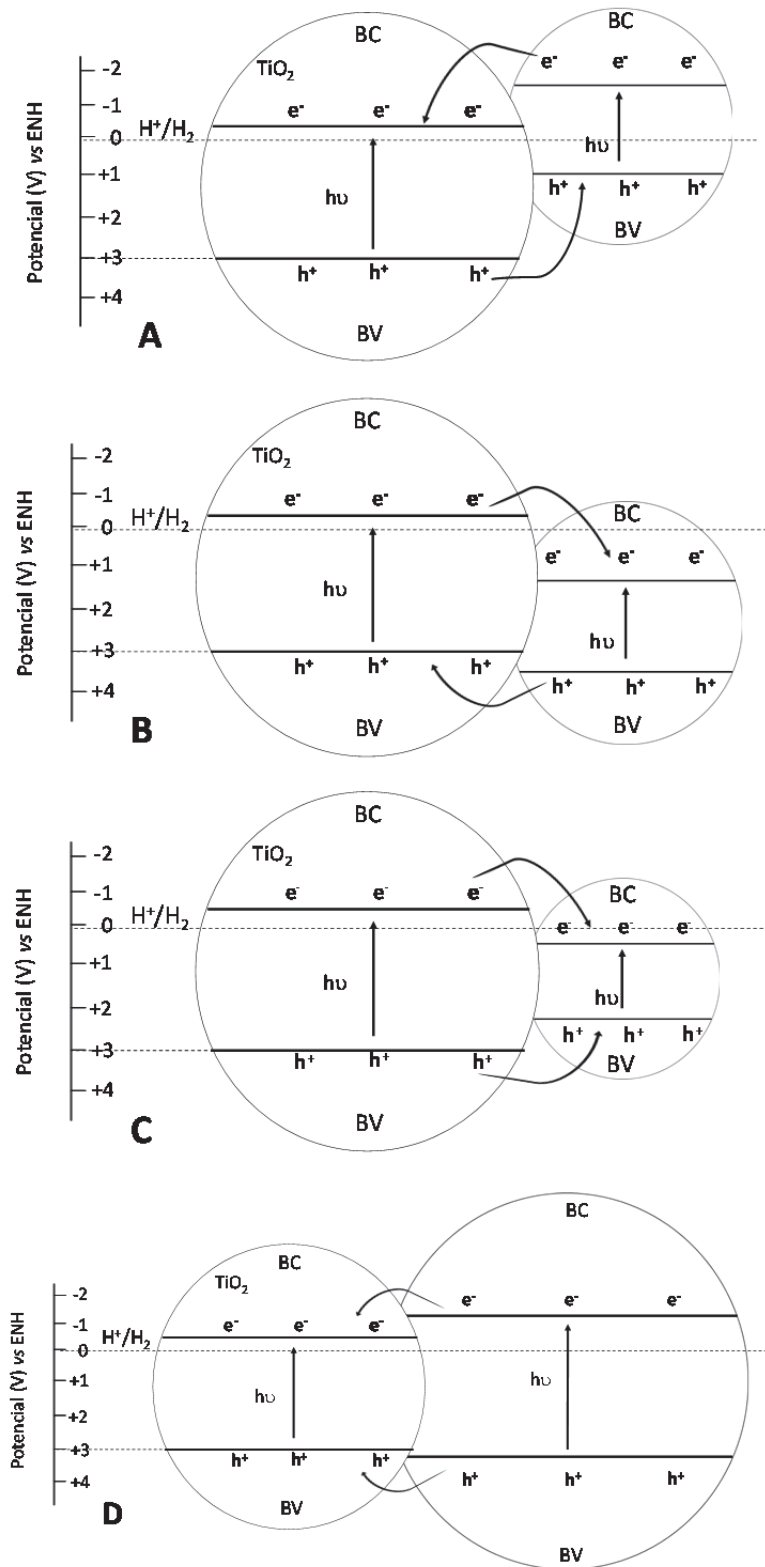 Potencial (V) vs ENH
-2
-1
0
+1
+2
+3
+4
H⁺/H₂
BC
TiO₂
e⁻ e⁻ e⁻
hυ
h⁺ h⁺ h⁺
BV
BC
e⁻ e⁻ e⁻
hυ
h⁺ h⁺ h⁺
BV
A
Potencial (V) vs ENH
-2
-1
0
+1
+2
+3
+4
H⁺/H₂
BC
TiO₂
e⁻ e⁻ e⁻
hυ
h⁺ h⁺ h⁺
BV
BC
e⁻ e⁻ e⁻
hυ
h⁺ h⁺ h⁺
BV
B
Potencial (V) vs ENH
-2
-1
0
+1
+2
+3
+4
H⁺/H₂
BC
TiO₂
e⁻ e⁻ e⁻
hυ
h⁺ h⁺ h⁺
BV
BC
e⁻ e⁻ e⁻
hυ
h⁺ h⁺ h⁺
BV
C
Potencial (V) vs ENH
-2
-1
0
+1
+2
+3
+4
H⁺/H₂
BC
TiO₂
e⁻ e⁻ e⁻
hυ
h⁺ h⁺ h⁺
BV
BC
e⁻ e⁻ e⁻
hυ
h⁺ h⁺ h⁺
BV
D